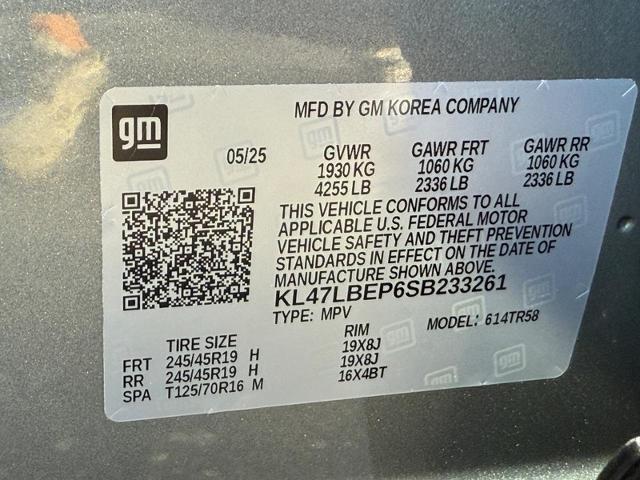 gm
MFD BY GM KOREA COMPANY
05/25 GVWR GAWR FRT GAWR RR
1930 KG 1060 KG 1060 KG
4255 LB 2336 LB 2336 LB
THIS VEHICLE CONFORMS TO ALL
APPLICABLE U.S. FEDERAL MOTOR
VEHICLE SAFETY AND THEFT PREVENTION
STANDARDS IN EFFECT ON THE DATE OF
MANUFACTURE SHOWN ABOVE.
KL47LBEP6SB233261
TYPE: MPV MODEL: 614TR58
TIRE SIZE RIM
FRT 245/45R19 H 19X8J
RR 245/45R19 H 19X8J
SPA T125/70R16 M 16X4BT